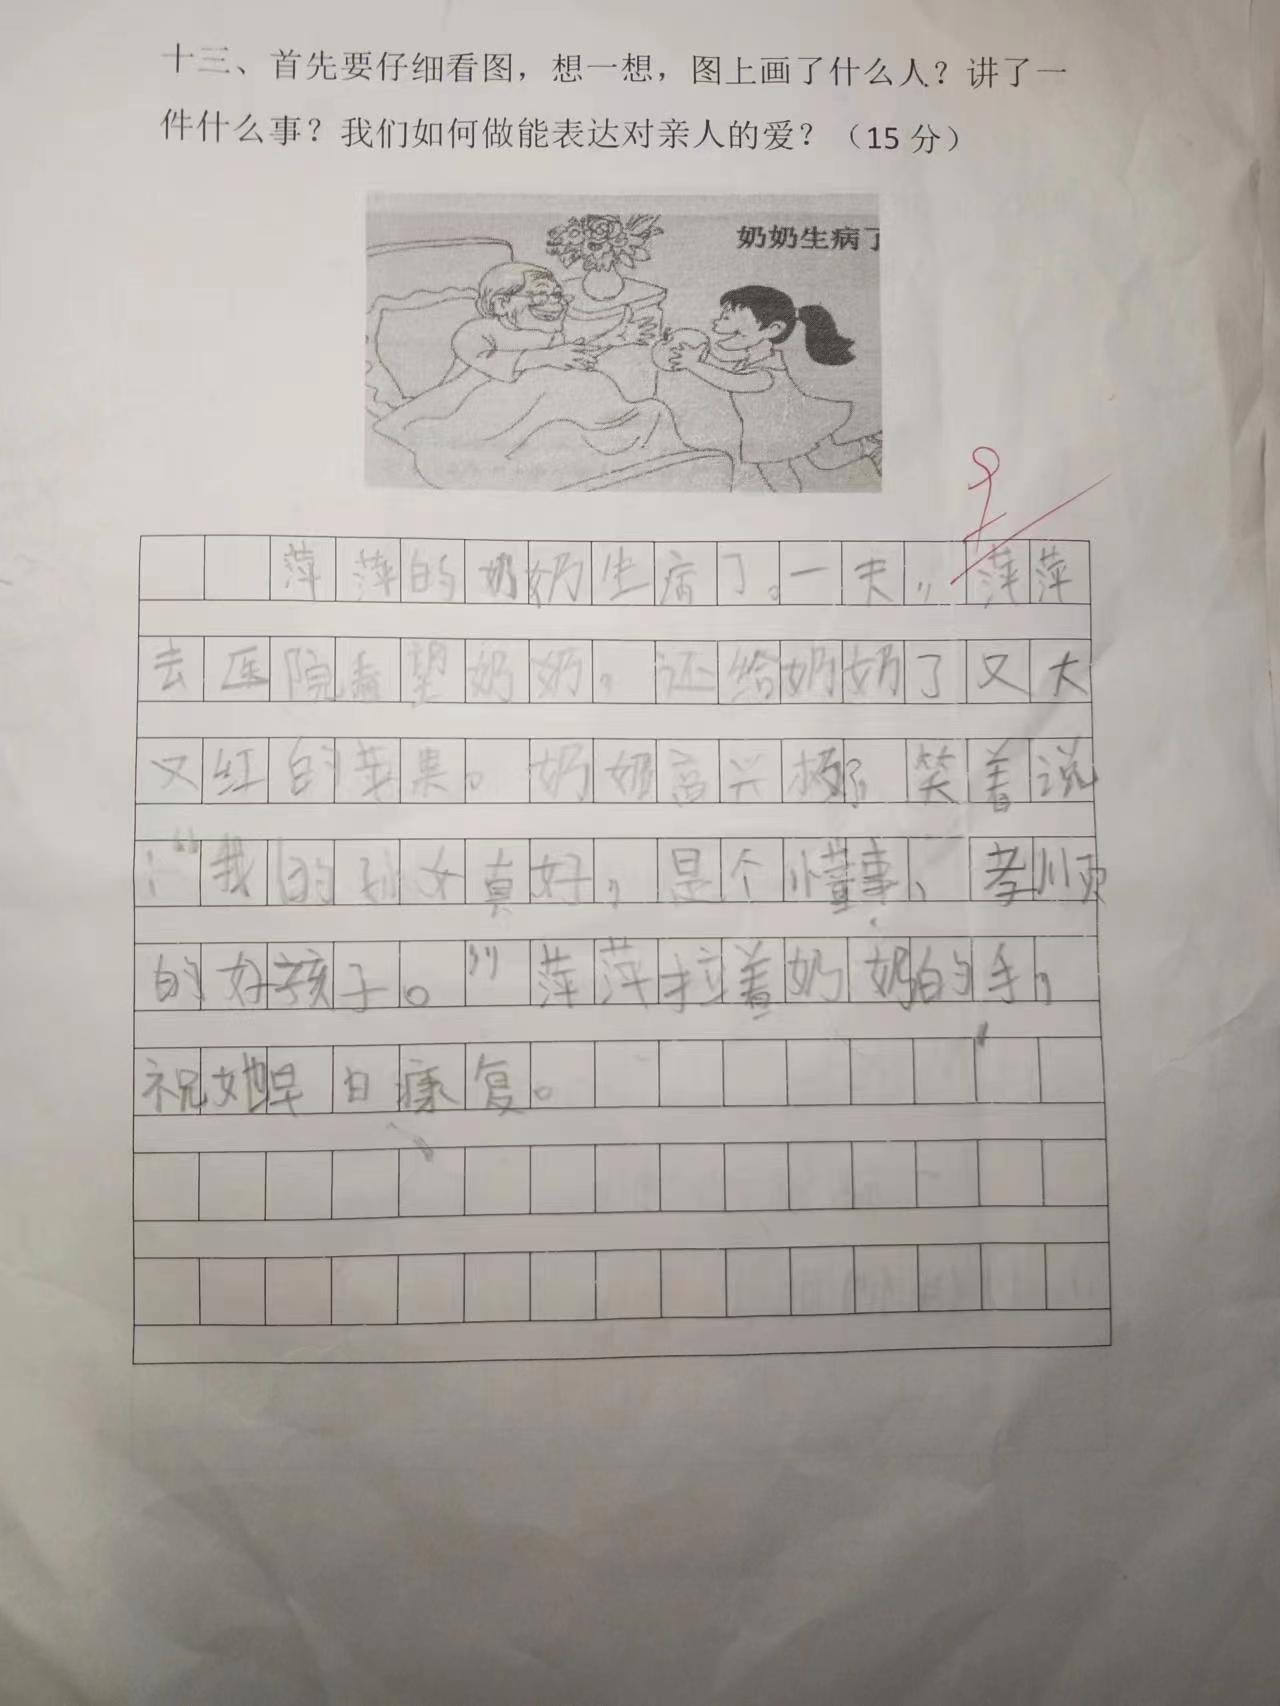 十三、首先要仔细看图，想一想，图上画了什么人？讲了一
件什么事？我们如何做能表达对亲人的爱？（15 分）
奶奶生病了
萍萍的奶奶生病了。一天，萍萍
去医院看望奶奶，还给奶奶了又大
又红的苹果。奶奶高兴极了，笑着说
：“我的孙女真好，是个懂事、孝顺
的好孩子。”萍萍拉着奶奶的手，
祝她早日康复。